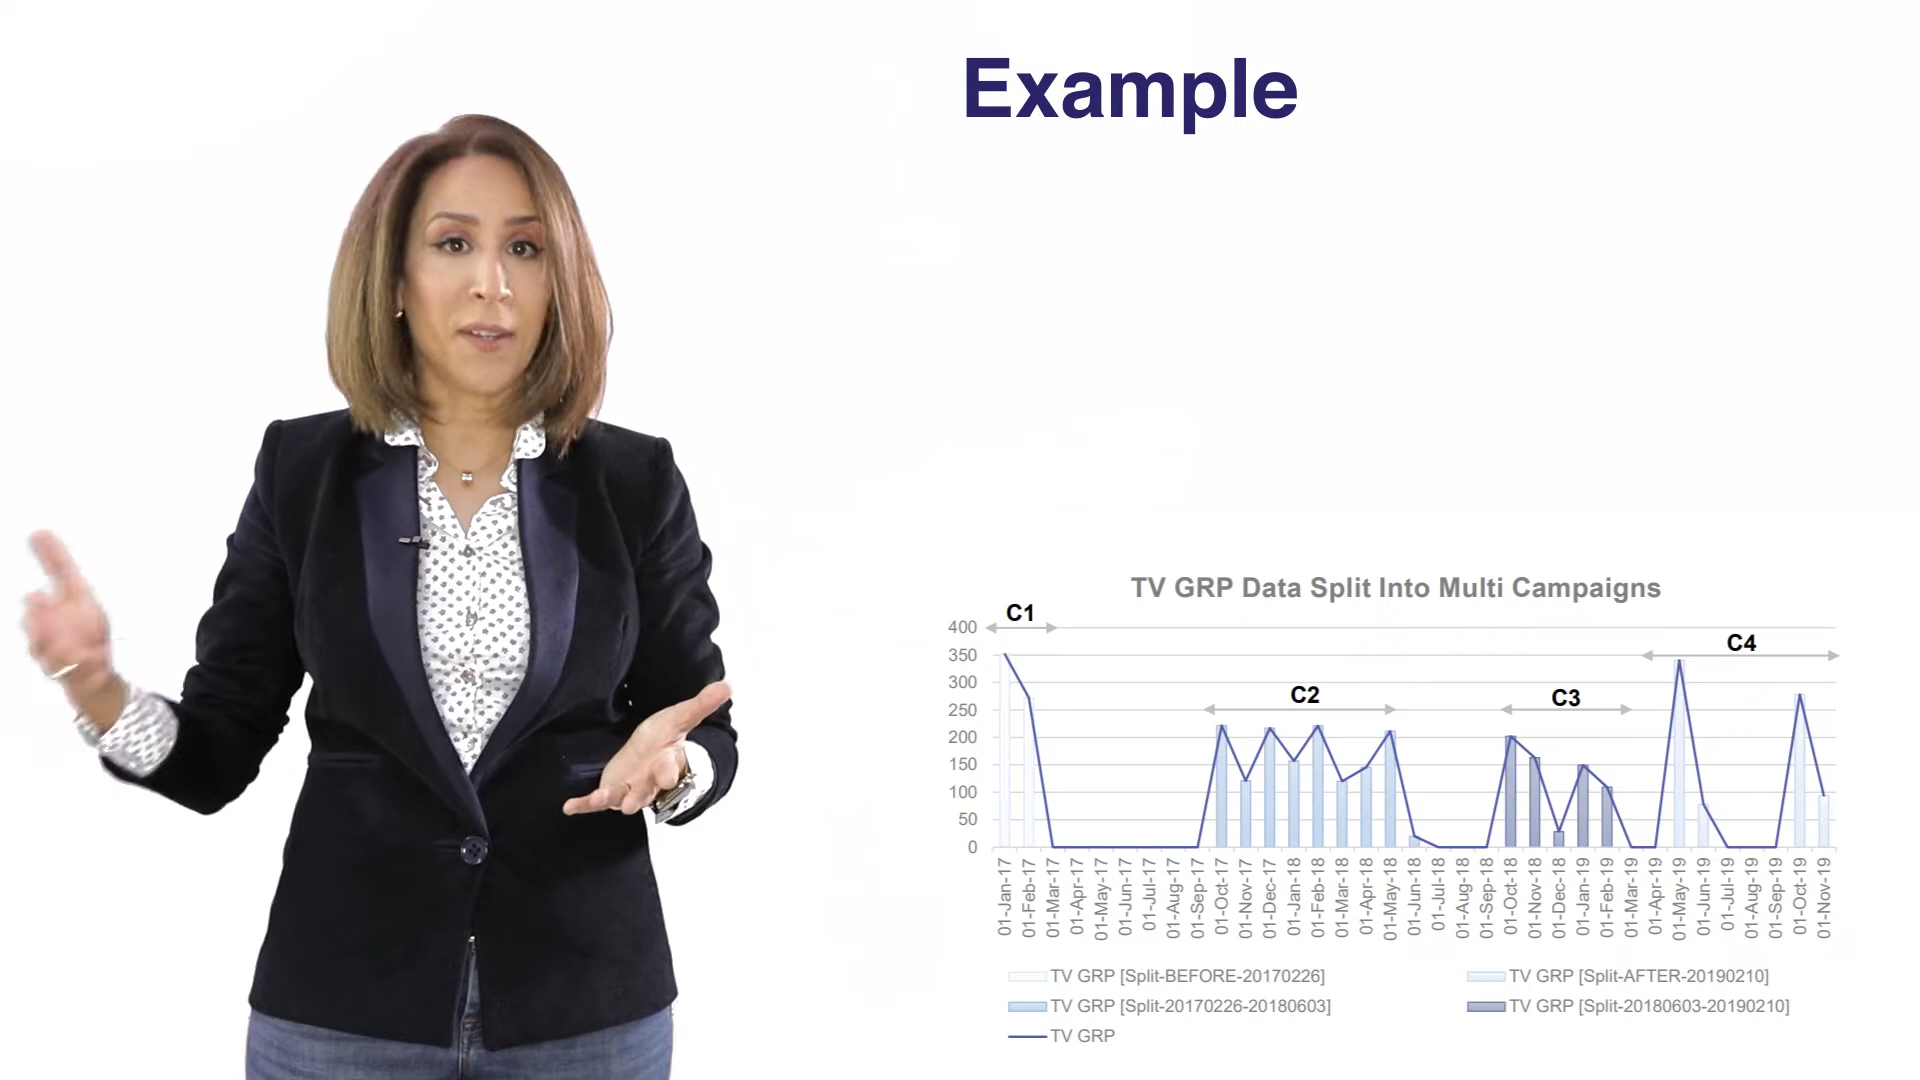 Example
TV GRP Data Split Into Multi Campaigns
C1
C4
C2
C3
400
350
300
250
200
150
100
50
0
01-Jan-17
01-Feb-17
01-Mar-17
01-Apr-17
01-May-17
01-Jun-17
01-Jul-17
01-Aug-17
01-Sep-17
01-Oct-17
01-Nov-17
01-Dec-17
01-Jan-18
01-Feb-18
01-Mar-18
01-Apr-18
01-May-18
01-Jun-18
01-Jul-18
01-Aug-18
01-Sep-18
01-Oct-18
01-Nov-18
01-Dec-18
01-Jan-19
01-Feb-19
01-Mar-19
01-Apr-19
01-May-19
01-Jun-19
01-Jul-19
01-Aug-19
01-Sep-19
01-Oct-19
01-Nov-19
TV GRP [Split-BEFORE-20170226]
TV GRP [Split-AFTER-20190210]
TV GRP [Split-20170226-20180603]
TV GRP [Split-20180603-20190210]
TV GRP